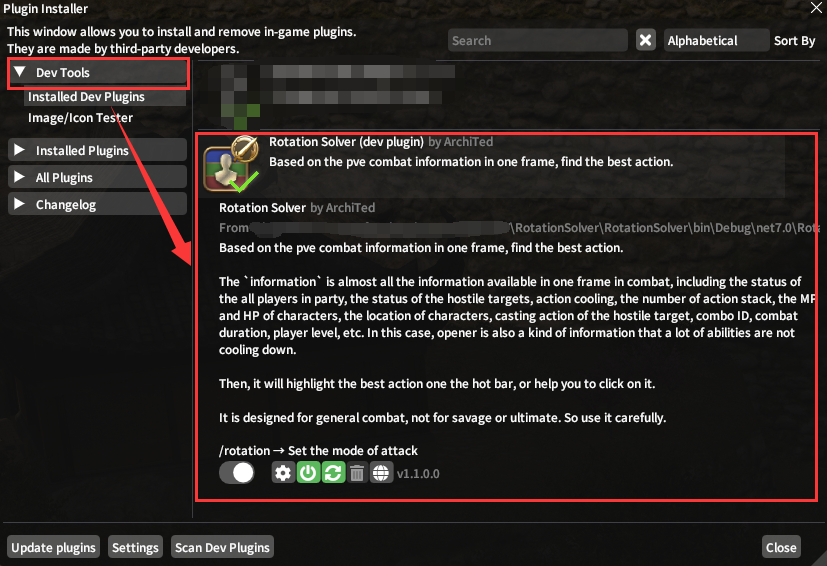 Plugin Installer
This window allows you to install and remove in-game plugins.
They are made by third-party developers.
Search
Alphabetical
Sort By
Dev Tools
Installed Dev Plugins
Image/Icon Tester
Installed Plugins
All Plugins
Changelog
Rotation Solver (dev plugin) by ArchiTed
Based on the pve combat information in one frame, find the best action.
Rotation Solver by ArchiTed
From \RotationSolver\RotationSolver\bin\Debug\net7.0\Rota
Based on the pve combat information in one frame, find the best action.
The `information` is almost all the information available in one frame in combat, including the status of
the all players in party, the status of the hostile targets, action cooling, the number of action stack, the MP
and HP of characters, the location of characters, casting action of the hostile target, combo ID, combat
duration, player level, etc. In this case, opener is also a kind of information that a lot of abilities are not
cooling down.
Then, it will highlight the best action one the hot bar, or help you to click on it.
It is designed for general combat, not for savage or ultimate. So use it carefully.
/rotation → Set the mode of attack
v1.1.0.0
Update plugins
Settings
Scan Dev Plugins
Close